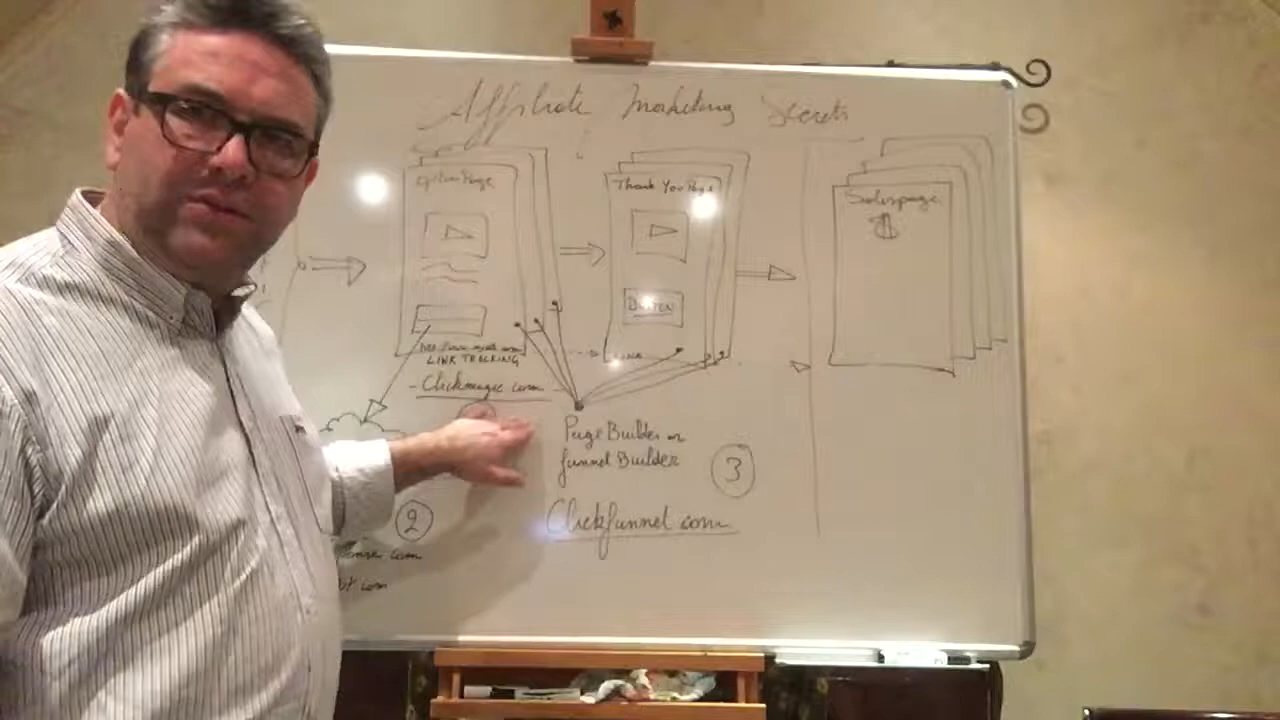 Affiliate Marketing Secrets
Optin Page
Thank You Page
Salespage
$
BUTTON
LINK TRACKING
LINK
- Clickmagic.com
Page Builder or
funnel Builder
3
2
Clickfunnel.com